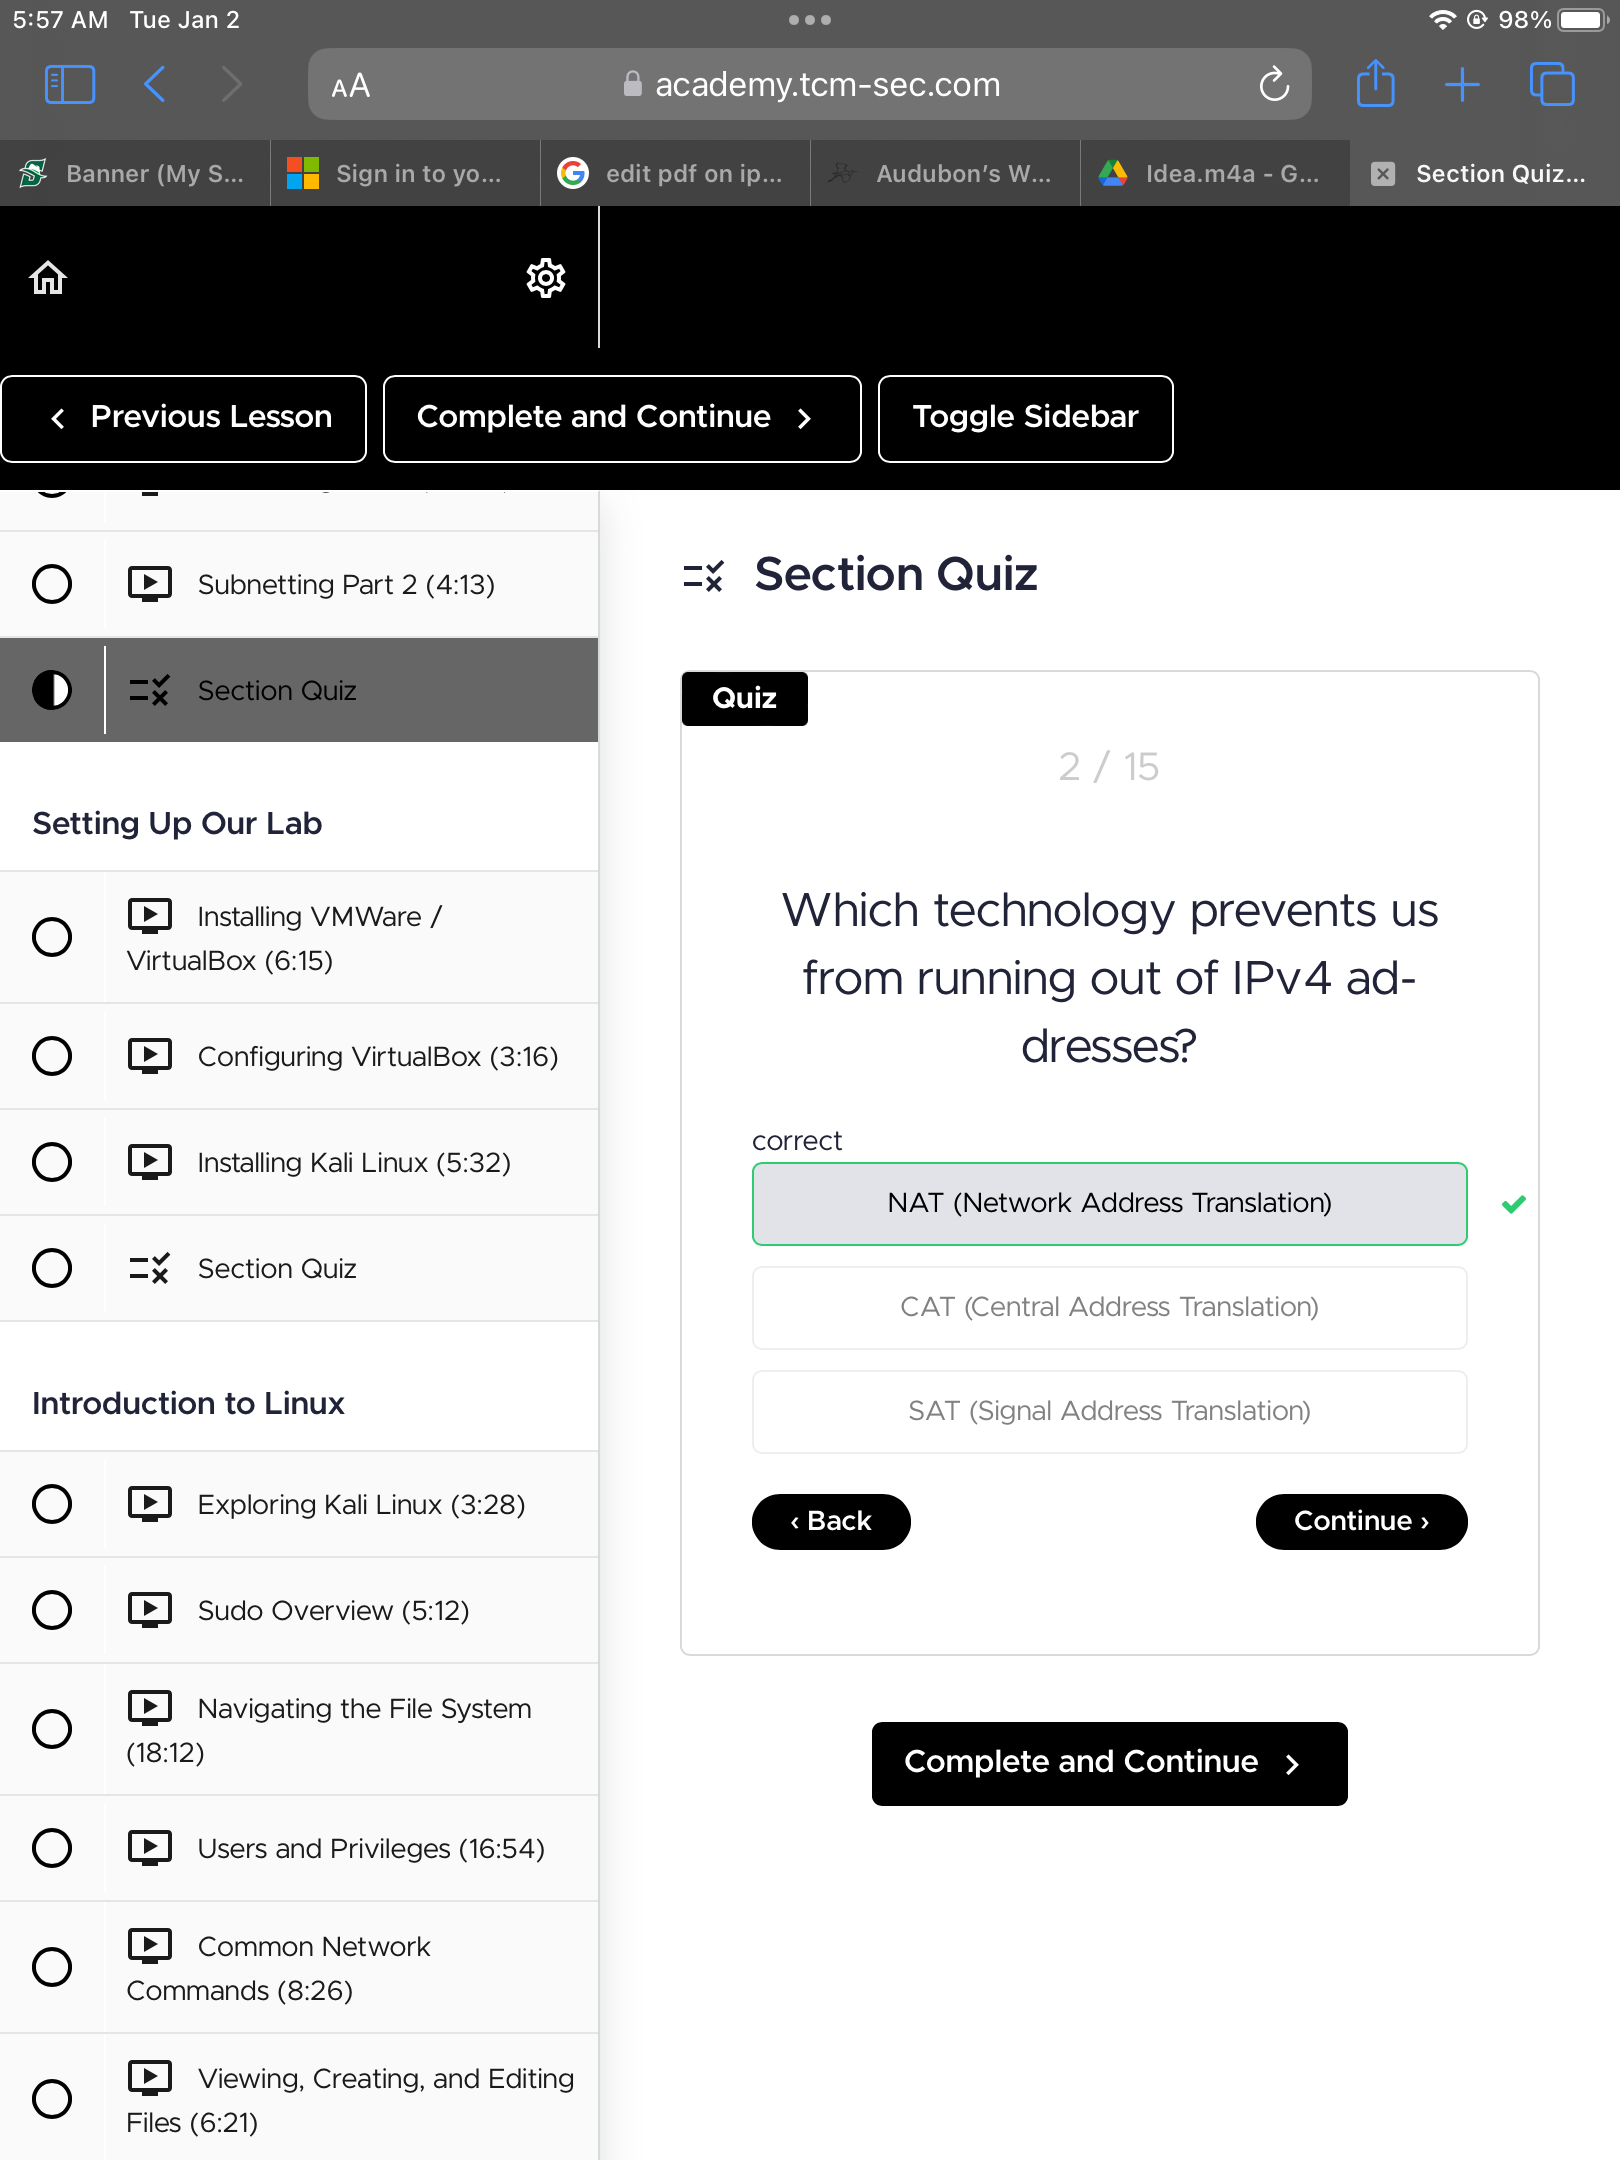 5:57 AM Tue Jan 2
98%
AA
academy.tcm-sec.com
Banner (My S...
Sign in to yo...
edit pdf on ip...
Audubon's W...
Idea.m4a - G...
Section Quiz...
Previous Lesson
Complete and Continue
Toggle Sidebar
Subnetting Part 2 (4:13)
Section Quiz
Setting Up Our Lab
Installing VMWare /
VirtualBox (6:15)
Configuring VirtualBox (3:16)
Installing Kali Linux (5:32)
Section Quiz
Introduction to Linux
Exploring Kali Linux (3:28)
Sudo Overview (5:12)
Navigating the File System
(18:12)
Users and Privileges (16:54)
Common Network
Commands (8:26)
Viewing, Creating, and Editing
Files (6:21)
Section Quiz
Quiz
2 / 15
Which technology prevents us
from running out of IPv4 ad-
dresses?
correct
NAT (Network Address Translation)
CAT (Central Address Translation)
SAT (Signal Address Translation)
‹ Back
Continue ›
Complete and Continue